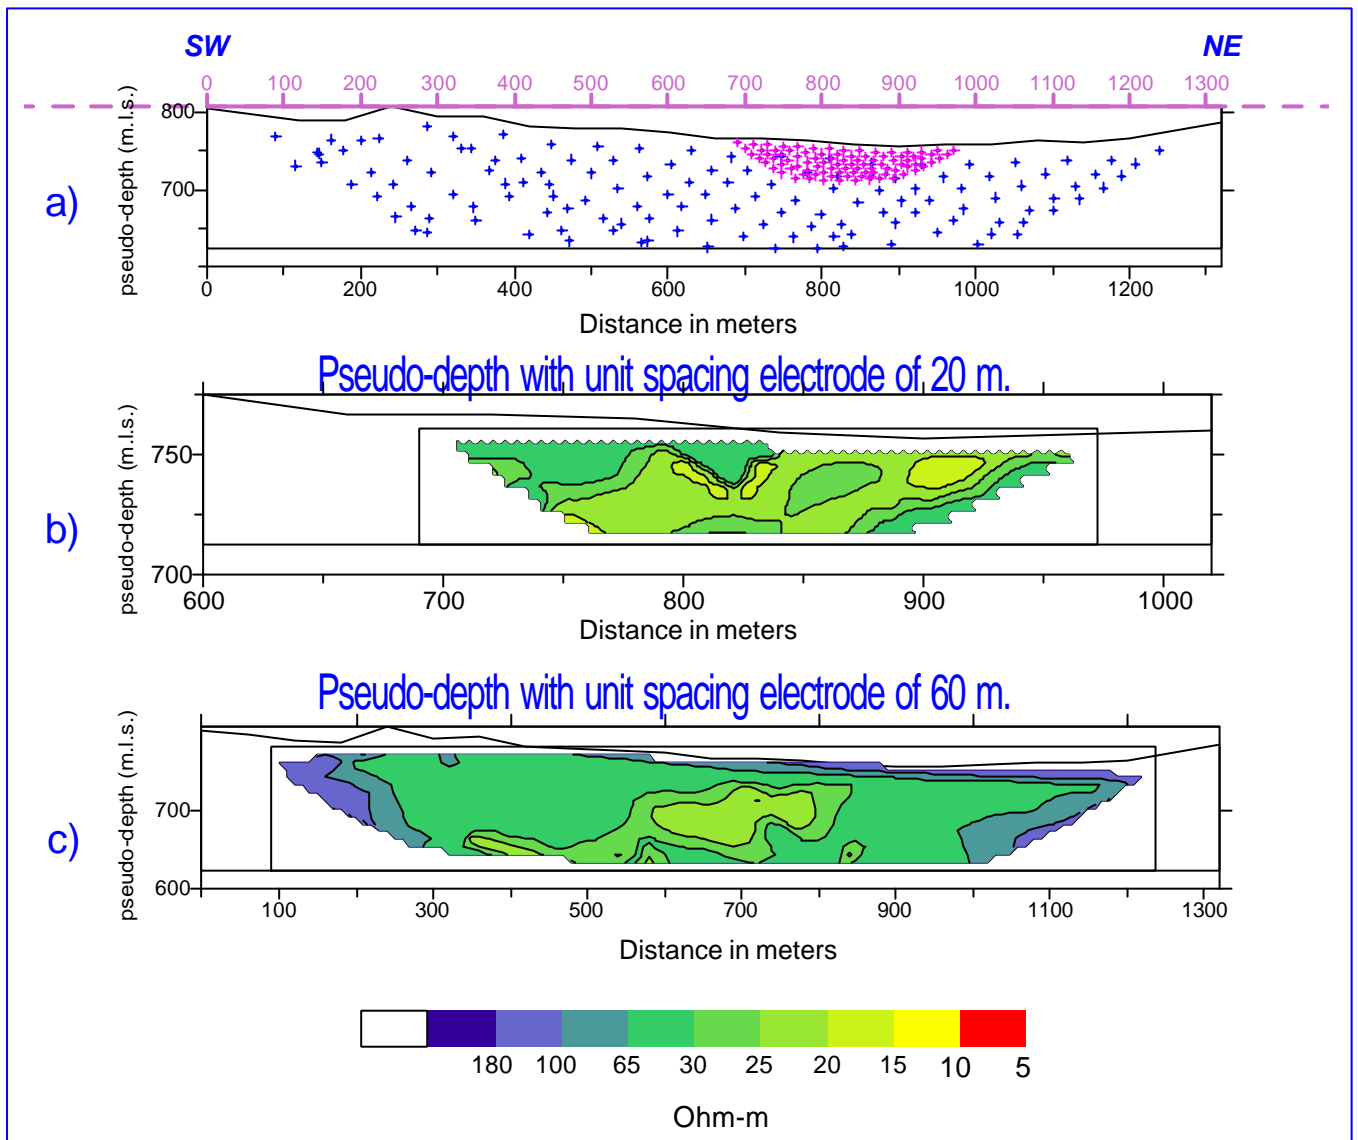 SW NE
0 100 200 300 400 500 600 700 800 900 1000 1100 1200 1300
800
700
pseudo-depth (m.l.s.)
a)
0 200 400 600 800 1000 1200
Distance in meters
Pseudo-depth with unit spacing electrode of 20 m.
750
700
pseudo-depth (m.l.s.)
b)
600 700 800 900 1000
Distance in meters
Pseudo-depth with unit spacing electrode of 60 m.
700
600
pseudo-depth (m.l.s.)
c)
100 300 500 700 900 1100 1300
Distance in meters
180 100 65 30 25 20 15 10 5
Ohm-m